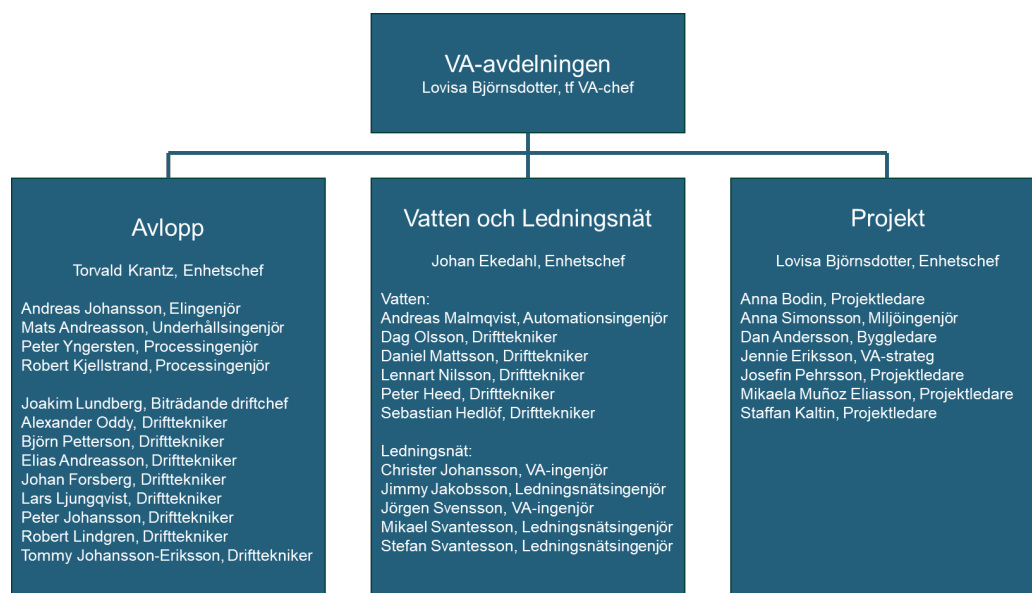 VA-avdelningen
Lovisa Björnsdotter, tf VA-chef
Avlopp
Torvald Krantz, Enhetschef
Andreas Johansson, Elingenjör
Mats Andreasson, Underhållsingenjör
Peter Yngersten, Processingenjör
Robert Kjellstrand, Processingenjör
Joakim Lundberg, Biträdande driftchef
Alexander Oddy, Drifttekniker
Björn Petterson, Drifttekniker
Elias Andreasson, Drifttekniker
Johan Forsberg, Drifttekniker
Lars Ljungqvist, Drifttekniker
Peter Johansson, Drifttekniker
Robert Lindgren, Drifttekniker
Tommy Johansson-Eriksson, Drifttekniker
Vatten och Ledningsnät
Johan Ekedahl, Enhetschef
Vatten:
Andreas Malmqvist, Automationsingenjör
Dag Olsson, Drifttekniker
Daniel Mattsson, Drifttekniker
Lennart Nilsson, Drifttekniker
Peter Heed, Drifttekniker
Sebastian Hedlöf, Drifttekniker
Ledningsnät:
Christer Johansson, VA-ingenjör
Jimmy Jakobsson, Ledningsnätsingenjör
Jörgen Svensson, VA-ingenjör
Mikael Svantesson, Ledningsnätsingenjör
Stefan Svantesson, Ledningsnätsingenjör
Projekt
Lovisa Björnsdotter, Enhetschef
Anna Bodin, Projektledare
Anna Simonsson, Miljöingenjör
Dan Andersson, Byggledare
Jennie Eriksson, VA-strateg
Josefin Pehrsson, Projektledare
Mikaela Muñoz Eliasson, Projektledare
Staffan Kaltin, Projektledare